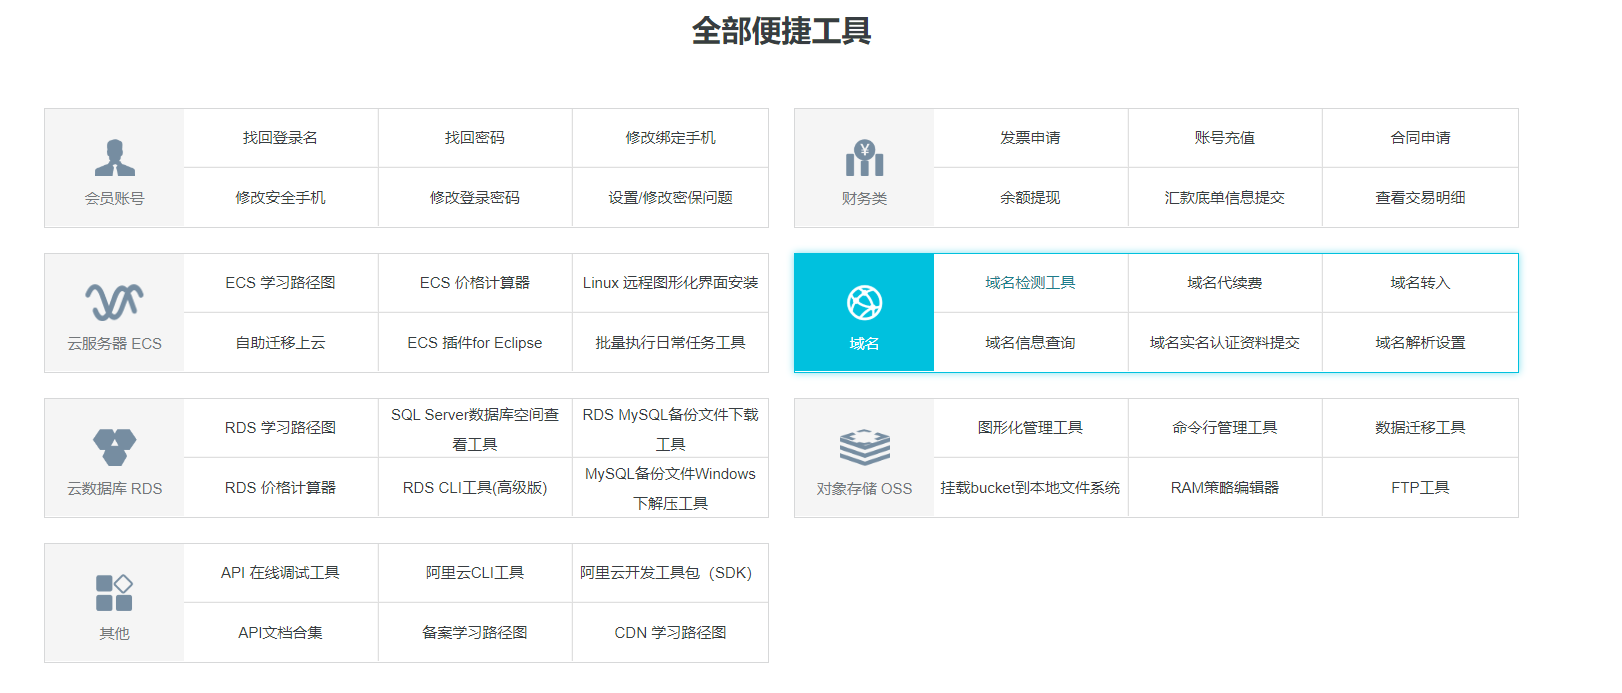 全部便捷工具
会员账号
找回登录名
找回密码
修改绑定手机
修改安全手机
修改登录密码
设置/修改密保问题
¥
财务类
发票申请
账号充值
合同申请
余额提现
汇款底单信息提交
查看交易明细
云服务器 ECS
ECS 学习路径图
ECS 价格计算器
Linux 远程图形化界面安装
自助迁移上云
ECS 插件for Eclipse
批量执行日常任务工具
域名
域名检测工具
域名代续费
域名转入
域名信息查询
域名实名认证资料提交
域名解析设置
云数据库 RDS
RDS 学习路径图
SQL Server数据库空间查
看工具
RDS MySQL备份文件下载
工具
RDS 价格计算器
RDS CLI工具(高级版)
MySQL备份文件Windows
下解压工具
对象存储 OSS
图形化管理工具
命令行管理工具
数据迁移工具
挂载bucket到本地文件系统
RAM策略编辑器
FTP工具
其他
API 在线调试工具
阿里云CLI工具
阿里云开发工具包（SDK）
API文档合集
备案学习路径图
CDN 学习路径图